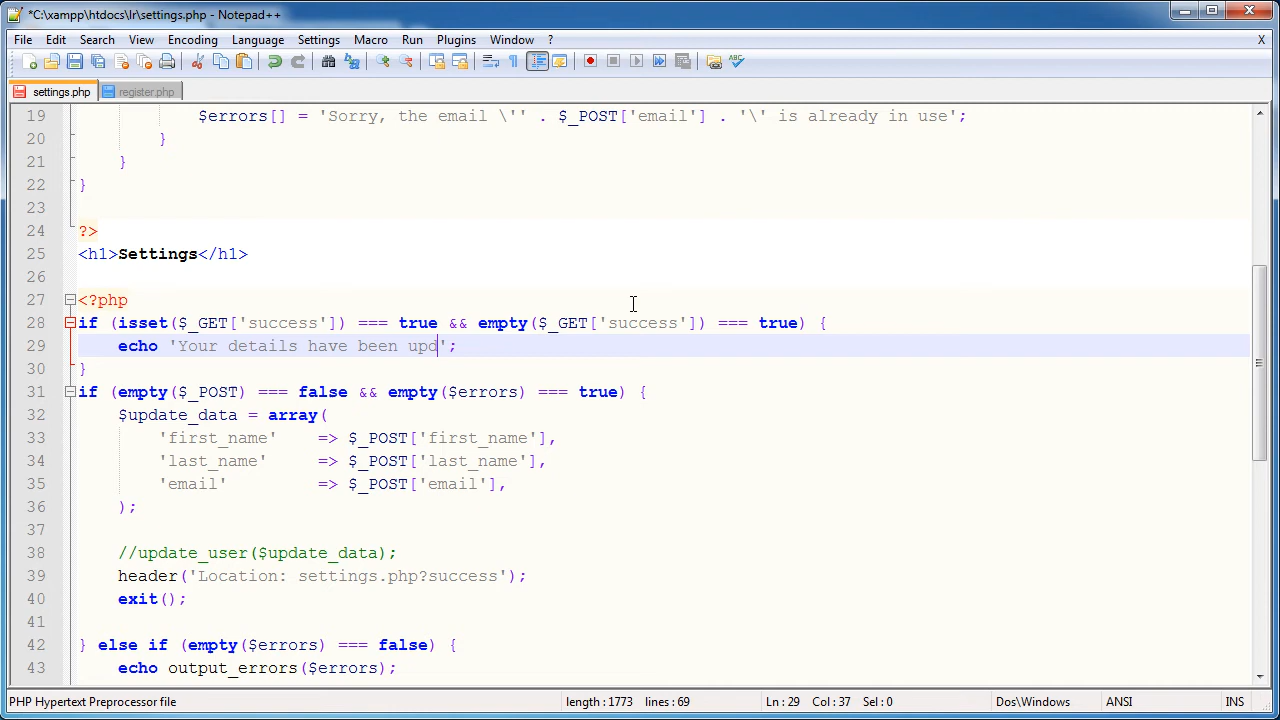 *C:\xampp\htdocs\lr\settings.php - Notepad++
File Edit Search View Encoding Language Settings Macro Run Plugins Window ? X
settings.php register.php
19 $errors[] = 'Sorry, the email \'' . $_POST['email'] . '\' is already in use';
20 }
21 }
22 }
23
24 ?>
25 <h1>Settings</h1>
26
27 <?php
28 if (isset($_GET['success']) === true && empty($_GET['success']) === true) {
29 echo 'Your details have been upd';
30 }
31 if (empty($_POST) === false && empty($errors) === true) {
32 $update_data = array(
33 'first_name' => $_POST['first_name'],
34 'last_name' => $_POST['last_name'],
35 'email' => $_POST['email'],
36 );
37
38 //update_user($update_data);
39 header('Location: settings.php?success');
40 exit();
41
42 } else if (empty($errors) === false) {
43 echo output_errors($errors);
PHP Hypertext Preprocessor file length : 1773 lines : 69 Ln : 29 Col : 37 Sel : 0 Dos\Windows ANSI INS